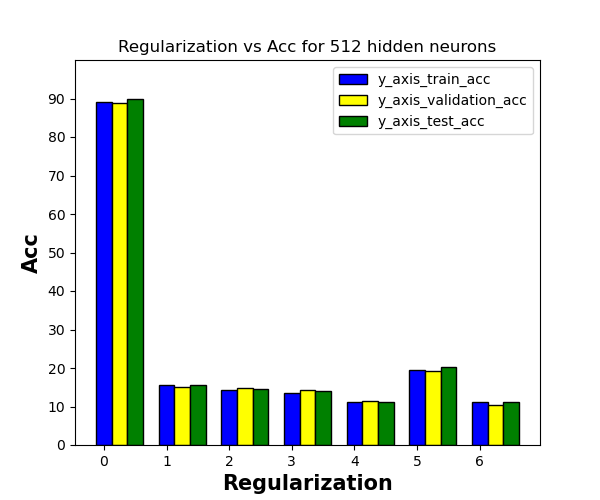 Regularization vs Acc for 512 hidden neurons
y_axis_train_acc
y_axis_validation_acc
y_axis_test_acc
90
80
70
60
50
40
30
20
10
0
Acc
0 1 2 3 4 5 6
Regularization